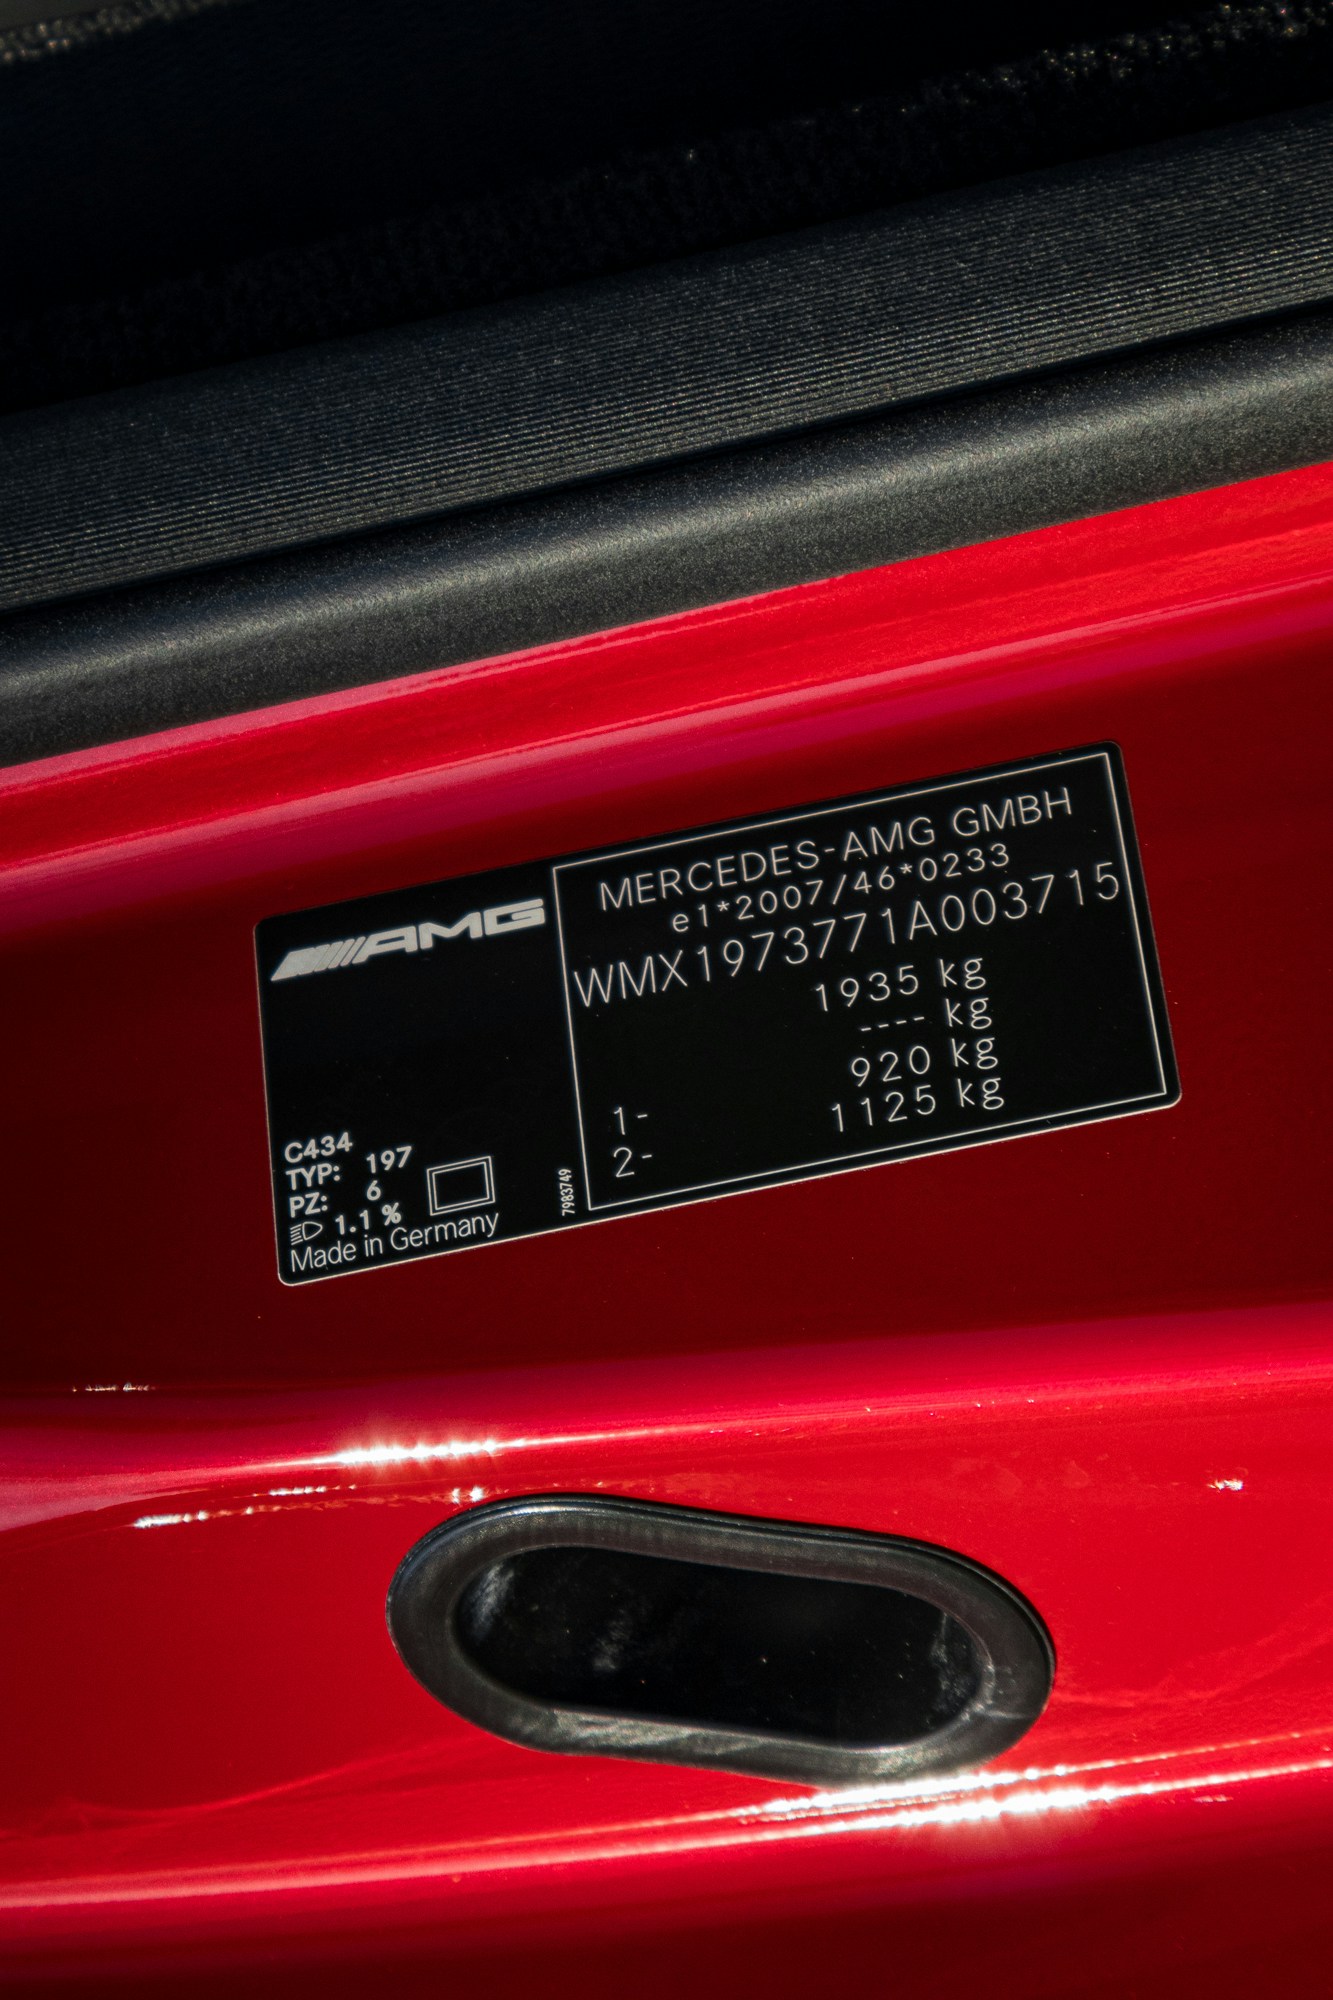 AMG
C434
TYP: 197
PZ: 6
1.1 %
Made in Germany
7983749
MERCEDES-AMG GMBH
e1*2007/46*0233
WMX1973771A003715
1935 kg
---- kg
1- 920 kg
2- 1125 kg